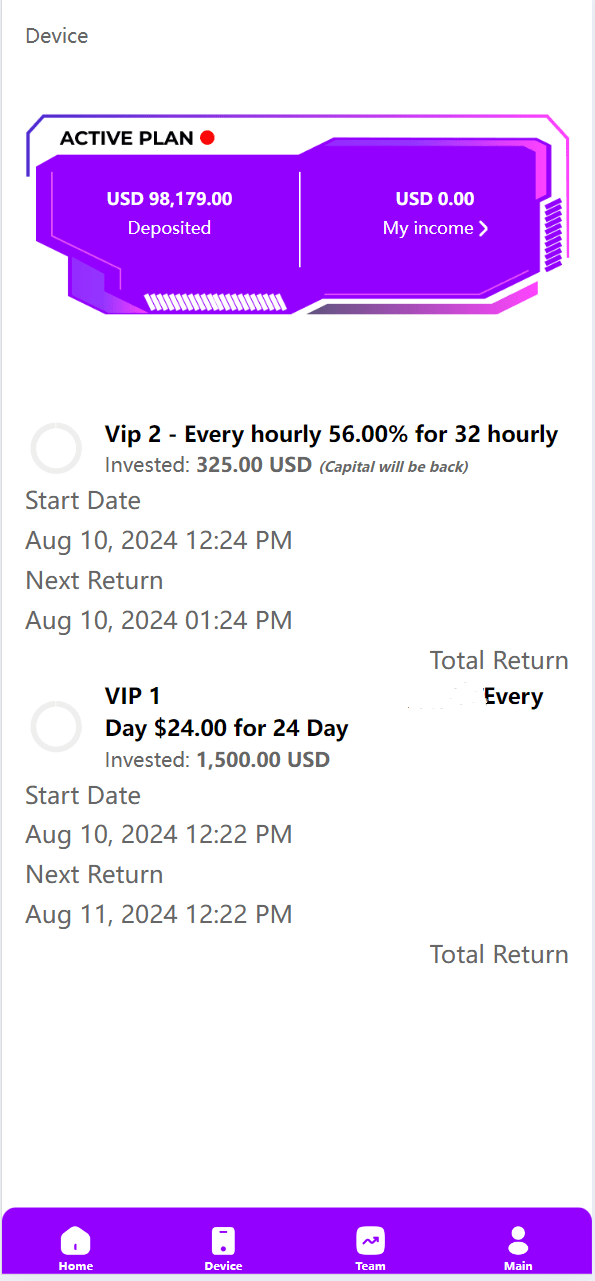 Device
ACTIVE PLAN
USD 98,179.00
Deposited
USD 0.00
My income
Vip 2 - Every hourly 56.00% for 32 hourly
Invested: 325.00 USD (Capital will be back)
Start Date
Aug 10, 2024 12:24 PM
Next Return
Aug 10, 2024 01:24 PM
Total Return
VIP 1 Every
Day $24.00 for 24 Day
Invested: 1,500.00 USD
Start Date
Aug 10, 2024 12:22 PM
Next Return
Aug 11, 2024 12:22 PM
Total Return
Home
Device
Team
Main